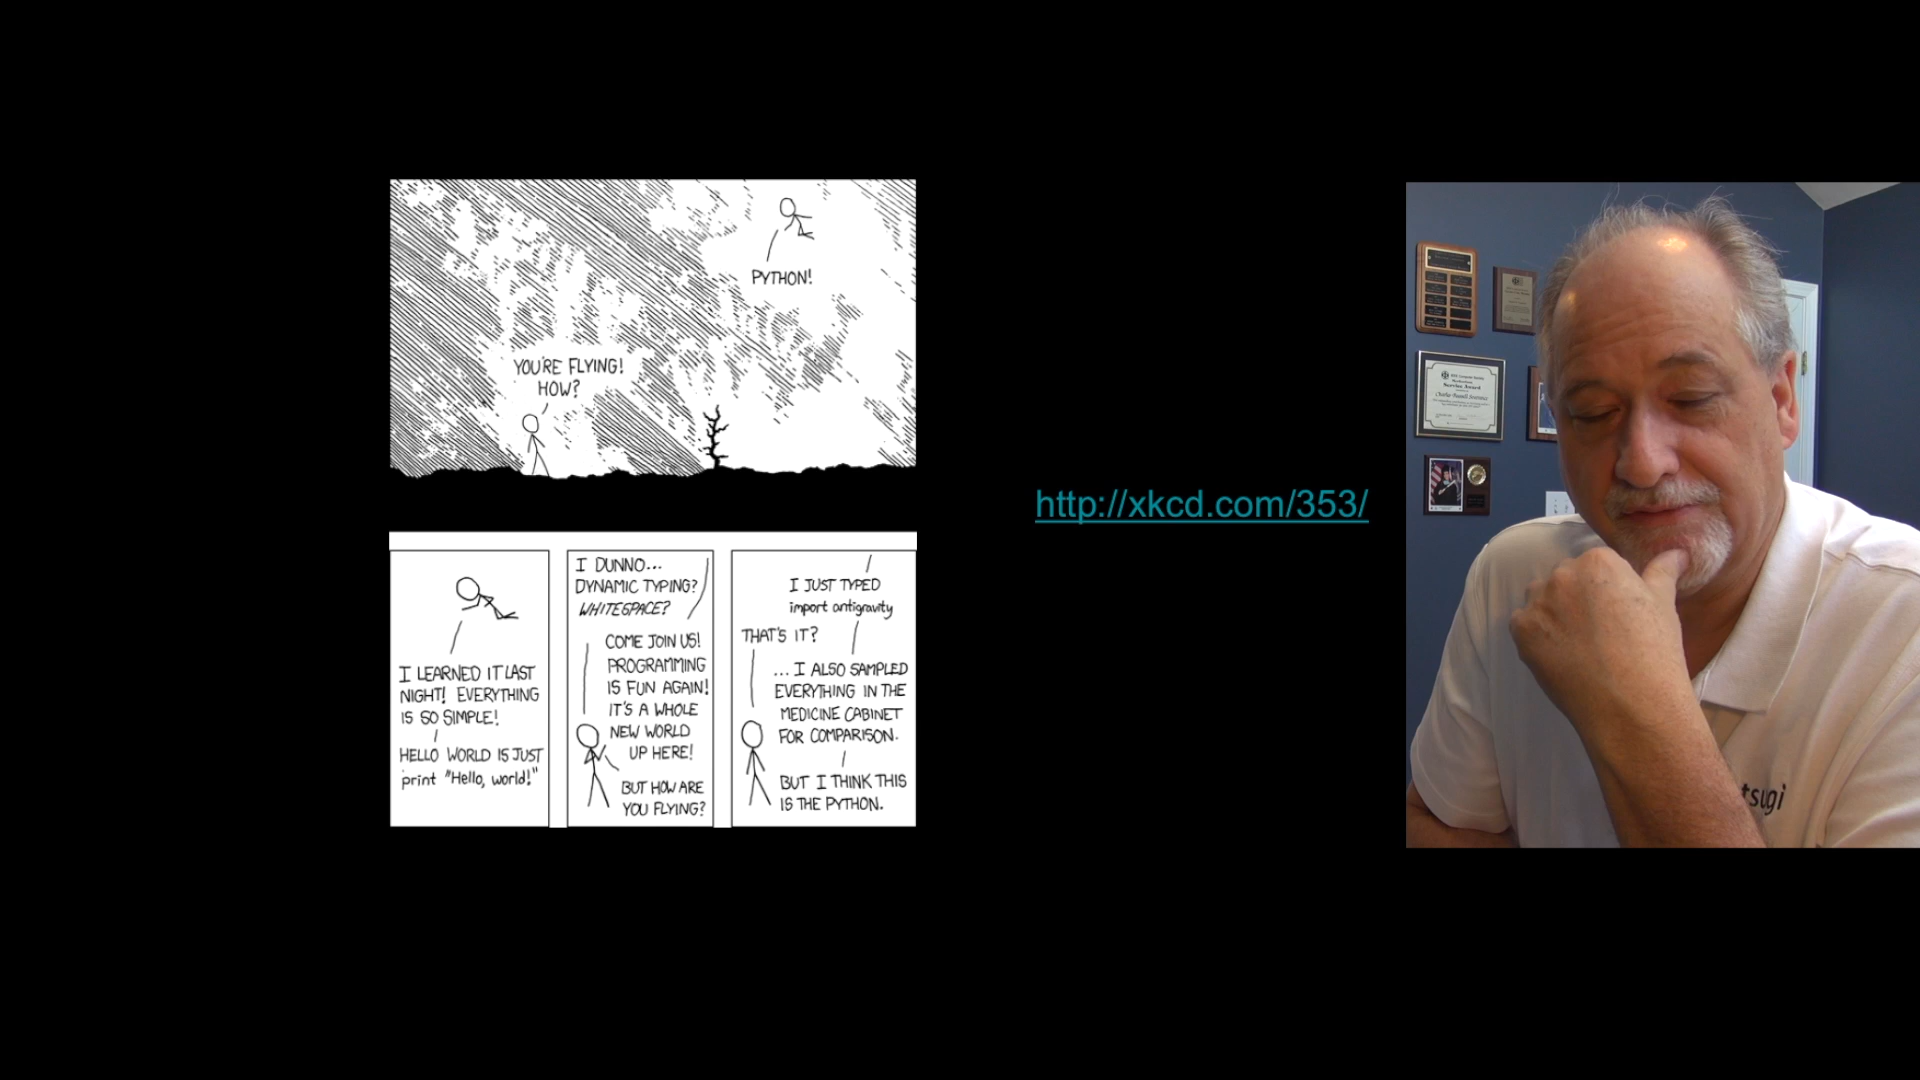 PYTHON!
YOU'RE FLYING!
HOW?
I LEARNED IT LAST
NIGHT! EVERYTHING
IS SO SIMPLE!
HELLO WORLD IS JUST
print "Hello, world!"
I DUNNO...
DYNAMIC TYPING?
WHITESPACE?
COME JOIN US!
PROGRAMMING
IS FUN AGAIN!
IT'S A WHOLE
NEW WORLD
UP HERE!
BUT HOW ARE
YOU FLYING?
I JUST TYPED
import antigravity
THAT'S IT?
...I ALSO SAMPLED
EVERYTHING IN THE
MEDICINE CABINET
FOR COMPARISON.
BUT I THINK THIS
IS THE PYTHON.
http://xkcd.com/353/
Service Award
tsugi